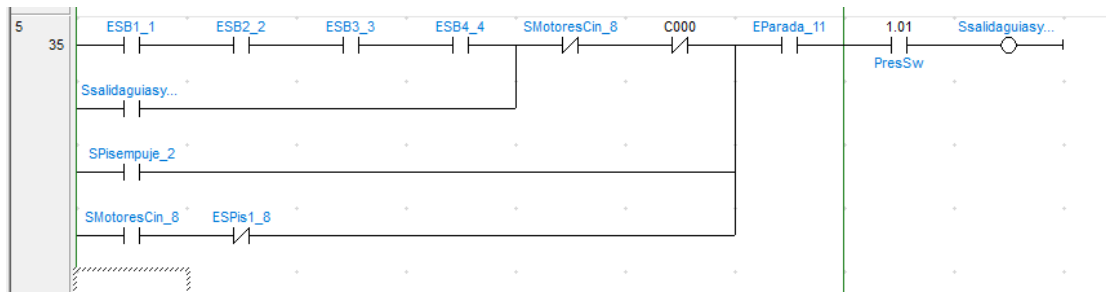 5 ESB1_1 ESB2_2 ESB3_3 ESB4_4 SMotoresCin_8 C000 EParada_11 1.01 Ssalidaguiasy...
35
PresSw
Ssalidaguiasy...
SPisempuje_2
SMotoresCin_8 ESPis1_8